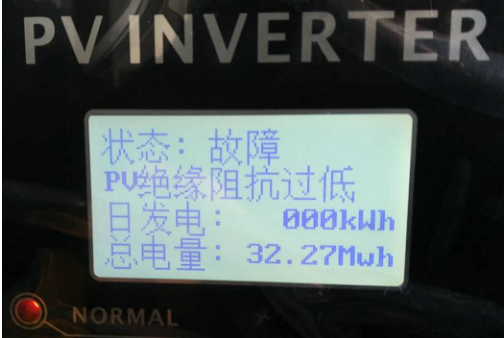 PV INVERTER
状态: 故障
PV绝缘阻抗过低
日发电: 000kWh
总电量: 32.27Mwh
NORMAL